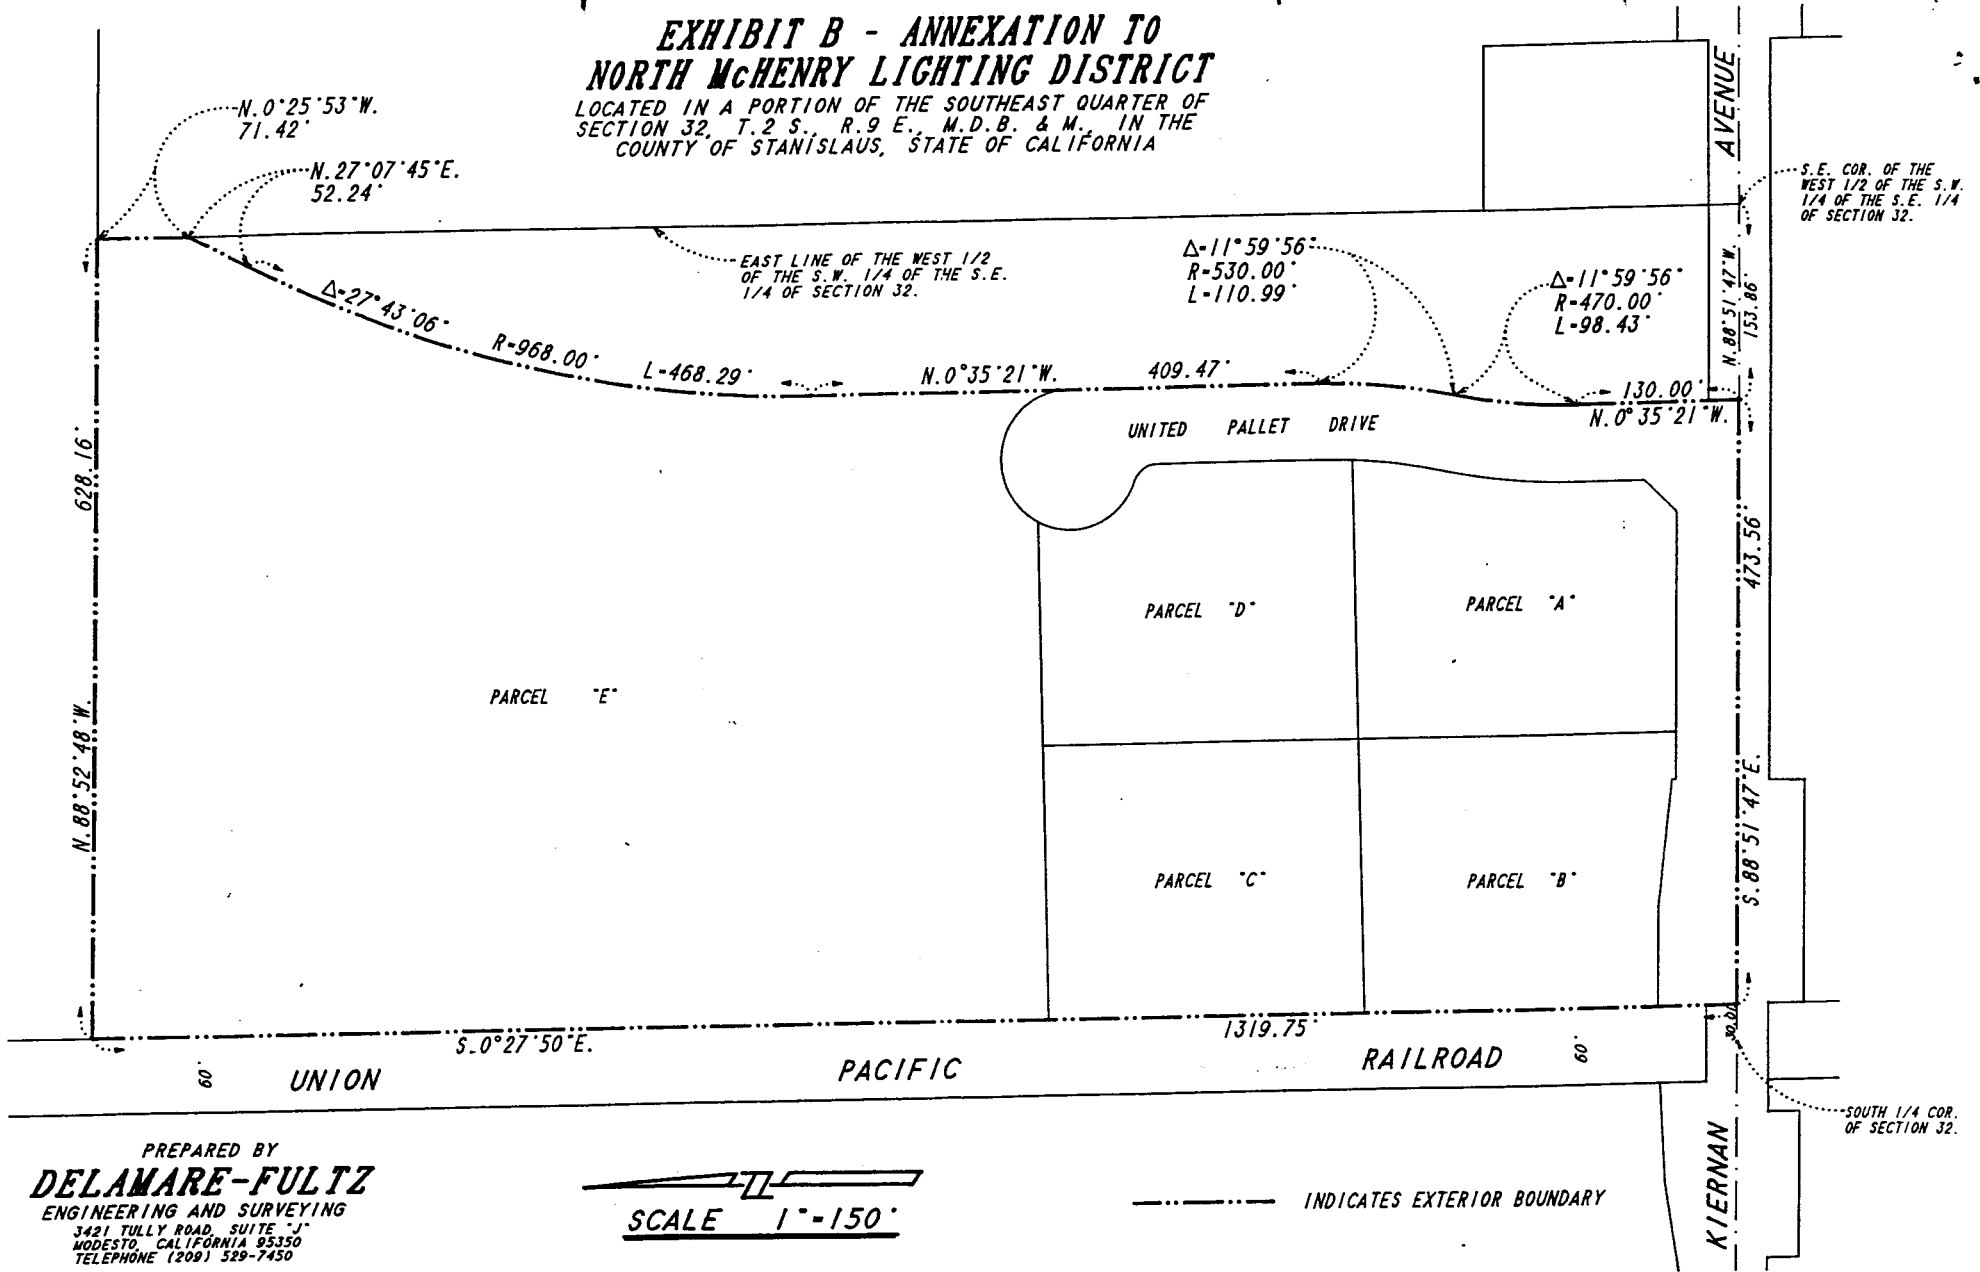 EXHIBIT B - ANNEXATION TO
NORTH McHENRY LIGHTING DISTRICT
LOCATED IN A PORTION OF THE SOUTHEAST QUARTER OF
SECTION 32, T.2 S., R.9 E., M.D.B. & M., IN THE
COUNTY OF STANISLAUS, STATE OF CALIFORNIA
N.0°25'53"W.
71.42'
N.27°07'45"E.
52.24'
EAST LINE OF THE WEST 1/2
OF THE S.W. 1/4 OF THE S.E.
1/4 OF SECTION 32.
Δ=11°59'56"
R=530.00'
L=110.99'
Δ=11°59'56"
R=470.00'
L=98.43'
AVENUE
S.E. COR. OF THE
WEST 1/2 OF THE S.W.
1/4 OF THE S.E. 1/4
OF SECTION 32.
N.88°51'47"W.
153.86'
Δ=27°43'06"
R=968.00'
L=468.29'
N.0°35'21"W.
409.47'
130.00'
N.0°35'21"W.
UNITED PALLET DRIVE
628.16'
N.88°52'48"W.
473.56'
S.88°51'47"E.
PARCEL "D"
PARCEL "A"
PARCEL "E"
PARCEL "C"
PARCEL "B"
S.0°27'50"E.
1319.75'
30.01'
60'
UNION PACIFIC RAILROAD
60'
SOUTH 1/4 COR.
OF SECTION 32.
KIERNAN
PREPARED BY
DELAMARE-FULTZ
ENGINEERING AND SURVEYING
3421 TULLY ROAD, SUITE "J"
MODESTO, CALIFORNIA 95350
TELEPHONE (209) 529-7450
SCALE 1"=150'
INDICATES EXTERIOR BOUNDARY